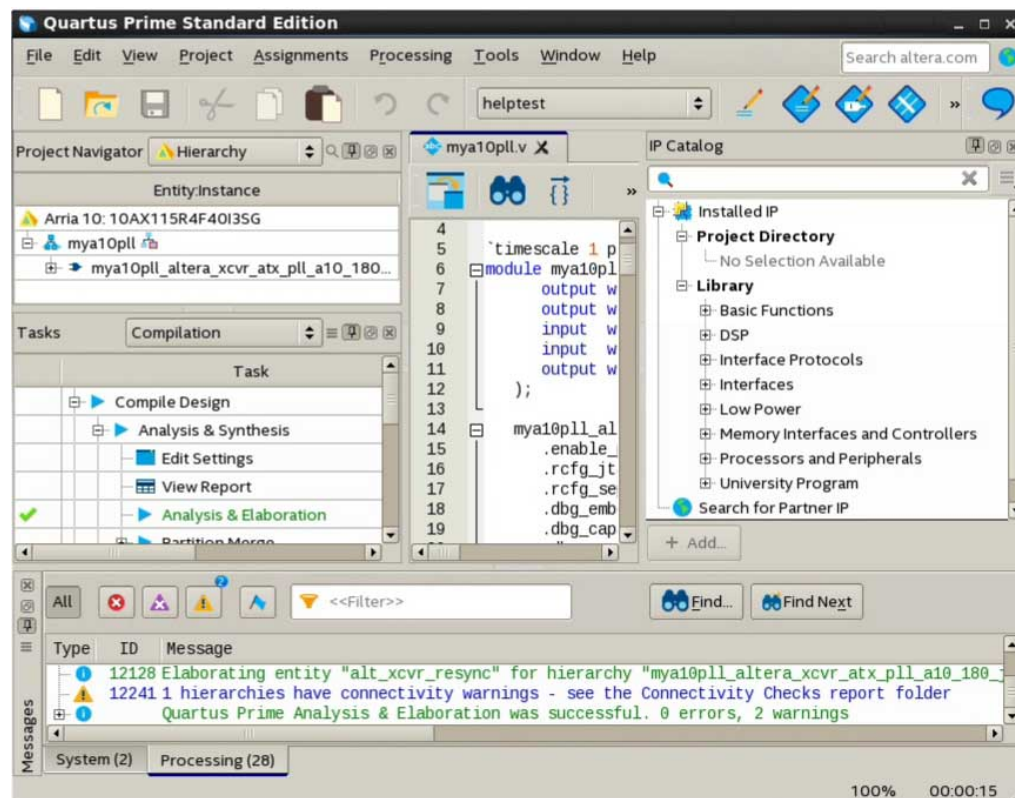 Quartus Prime Standard Edition
File Edit View Project Assignments Processing Tools Window Help
Search altera.com
helptest
»
Project Navigator
Hierarchy
Entity:Instance
Arria 10: 10AX115R4F40I3SG
mya10pll
mya10pll_altera_xcvr_atx_pll_a10_180...
Tasks
Compilation
Task
Compile Design
Analysis & Synthesis
Edit Settings
View Report
Analysis & Elaboration
Partition Merge
mya10pll.v
»
4
5 `timescale 1 p
6 module mya10pl
7 output w
8 output w
9 input w
10 input w
11 output w
12 );
13
14 mya10pll_al
15 .enable_
16 .rcfg_jt
17 .rcfg_se
18 .dbg_emb
19 .dbg_cap
IP Catalog
Installed IP
Project Directory
No Selection Available
Library
Basic Functions
DSP
Interface Protocols
Interfaces
Low Power
Memory Interfaces and Controllers
Processors and Peripherals
University Program
Search for Partner IP
+ Add...
All
2
<<Filter>>
Find...
Find Next
Type ID Message
12128 Elaborating entity "alt_xcvr_resync" for hierarchy "mya10pll_altera_xcvr_atx_pll_a10_180_
12241 1 hierarchies have connectivity warnings - see the Connectivity Checks report folder
Quartus Prime Analysis & Elaboration was successful. 0 errors, 2 warnings
Messages
System (2) Processing (28)
100% 00:00:15